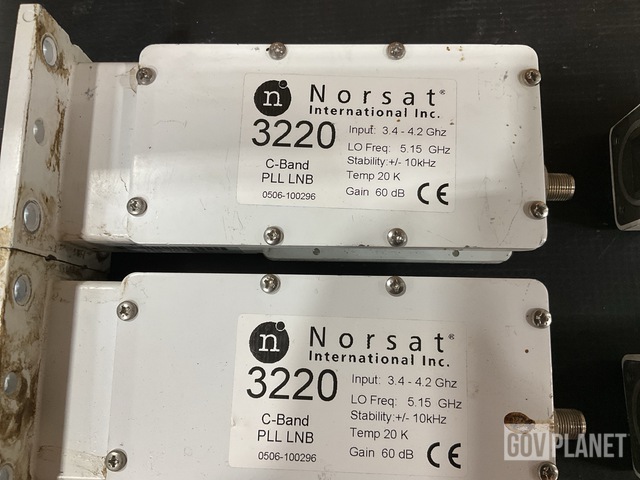 n Norsat®
International Inc.
3220
Input: 3.4 - 4.2 Ghz
LO Freq: 5.15 GHz
Stability:+/- 10kHz
Temp 20 K
Gain 60 dB
C-Band
PLL LNB
0506-100296
CE
n Norsat®
International Inc.
3220
Input: 3.4 - 4.2 Ghz
LO Freq: 5.15 GHz
Stability:+/- 10kHz
Temp 20 K
Gain 60 dB
C-Band
PLL LNB
0506-100296
CE
GOVPLANET